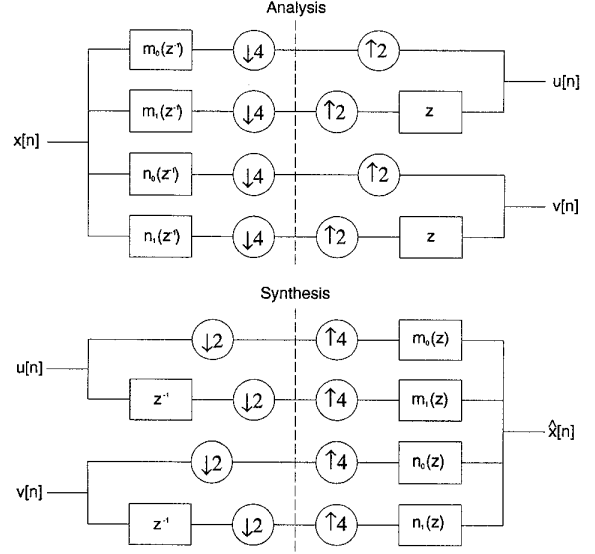 Analysis
m₀(z⁻¹) ↓4 ↑2
u[n]
m₁(z⁻¹) ↓4 ↑2 z
x[n]
n₀(z⁻¹) ↓4 ↑2
v[n]
n₁(z⁻¹) ↓4 ↑2 z
Synthesis
↓2 ↑4 m₀(z)
u[n]
z⁻¹ ↓2 ↑4 m₁(z)
x̂[n]
↓2 ↑4 n₀(z)
v[n]
z⁻¹ ↓2 ↑4 n₁(z)